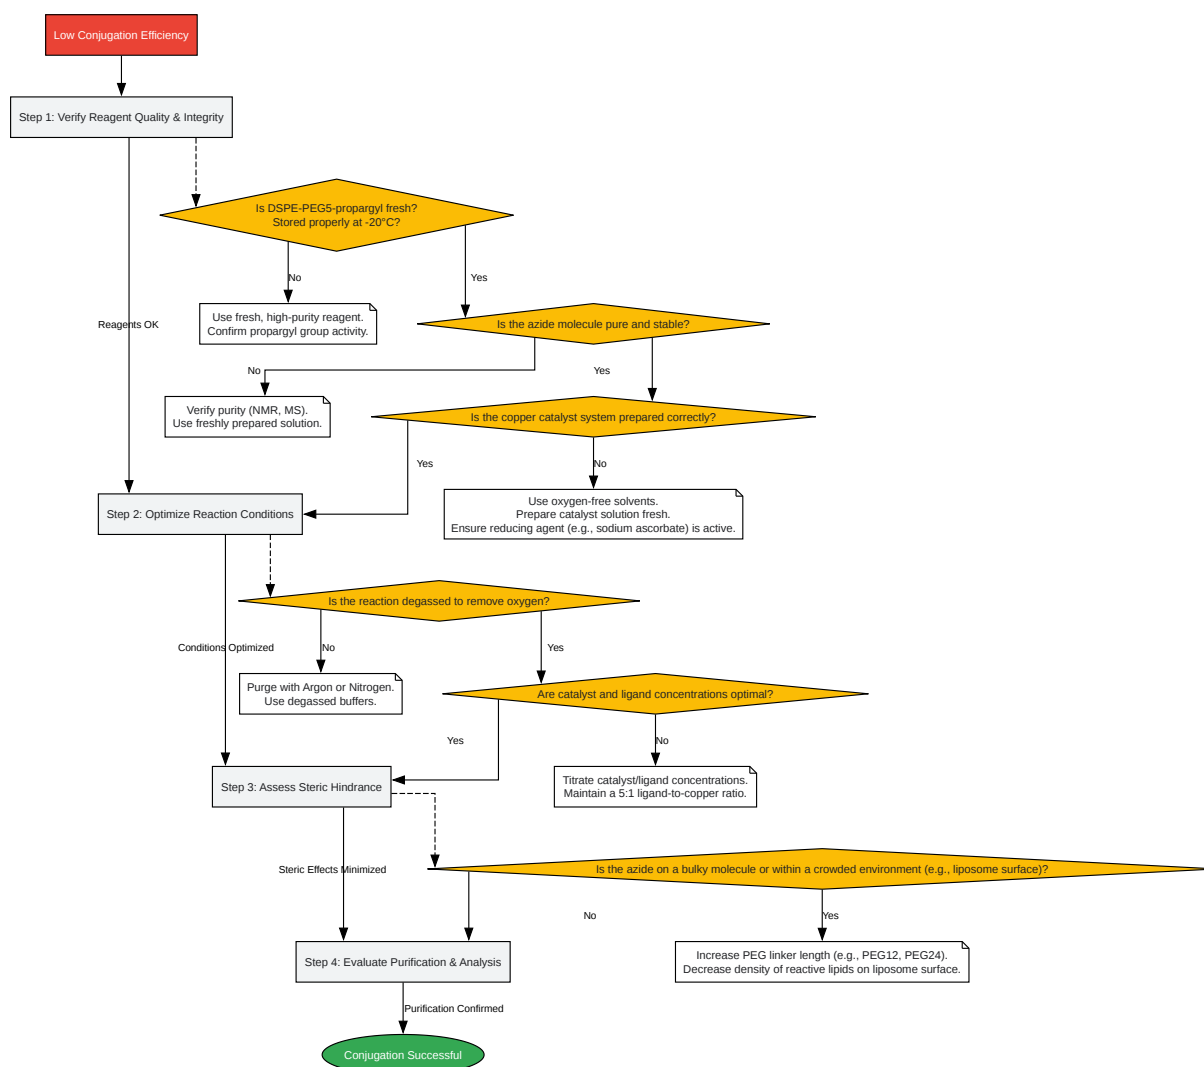 Low Conjugation Efficiency
Step 1: Verify Reagent Quality & Integrity
Is DSPE-PEG5-propargyl fresh?
Stored properly at -20°C?
No
Yes
Use fresh, high-purity reagent.
Confirm propargyl group activity.
Reagents OK
Is the azide molecule pure and stable?
No
Yes
Verify purity (NMR, MS).
Use freshly prepared solution.
Is the copper catalyst system prepared correctly?
Yes
No
Use oxygen-free solvents.
Prepare catalyst solution fresh.
Ensure reducing agent (e.g., sodium ascorbate) is active.
Step 2: Optimize Reaction Conditions
Is the reaction degassed to remove oxygen?
Conditions Optimized
No
Yes
Purge with Argon or Nitrogen.
Use degassed buffers.
Are catalyst and ligand concentrations optimal?
Yes
No
Titrate catalyst/ligand concentrations.
Maintain a 5:1 ligand-to-copper ratio.
Step 3: Assess Steric Hindrance
Steric Effects Minimized
Is the azide on a bulky molecule or within a crowded environment (e.g., liposome surface)?
No
Yes
Increase PEG linker length (e.g., PEG12, PEG24).
Decrease density of reactive lipids on liposome surface.
Step 4: Evaluate Purification & Analysis
Purification Confirmed
Conjugation Successful